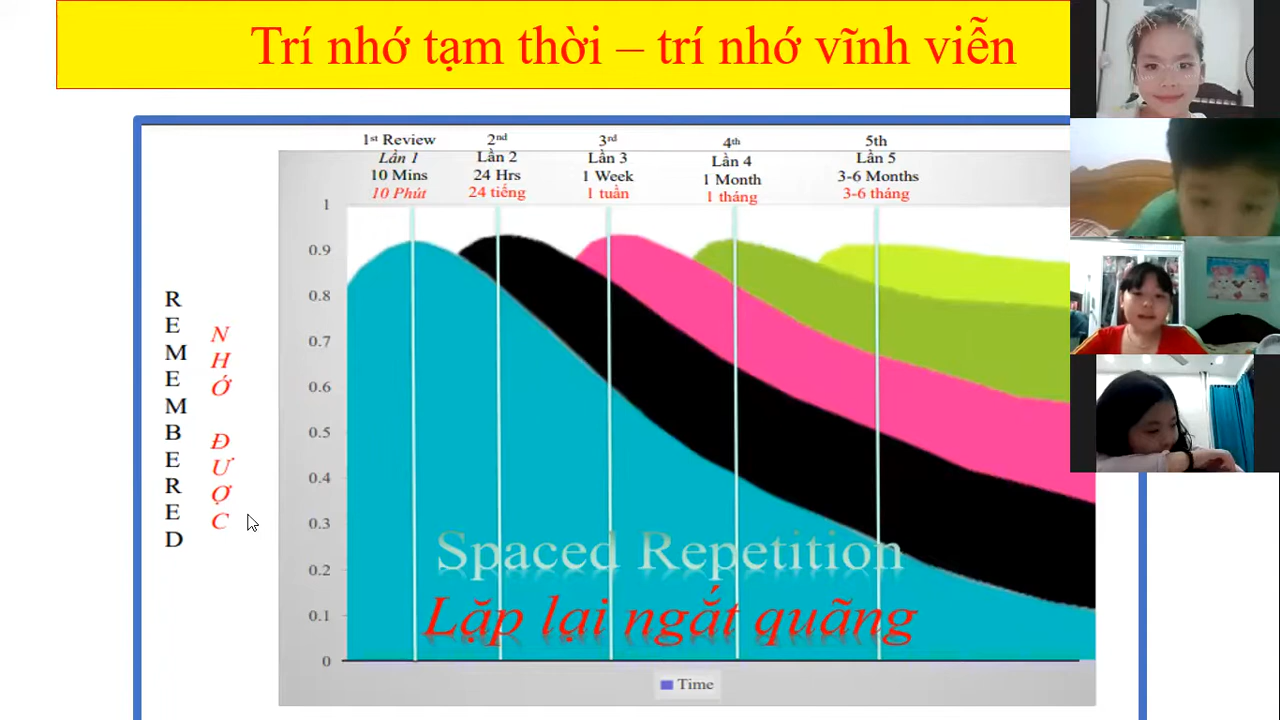 Trí nhớ tạm thời – trí nhớ vĩnh viễn
1st Review
Lần 1
10 Mins
10 Phút
2nd
Lần 2
24 Hrs
24 tiếng
3rd
Lần 3
1 Week
1 tuần
4th
Lần 4
1 Month
1 tháng
5th
Lần 5
3-6 Months
3-6 tháng
REMEMBERED
NHỚ ĐƯỢC
1
0.9
0.8
0.7
0.6
0.5
0.4
0.3
0.2
0.1
0
Spaced Repetition
Lặp lại ngắt quãng
Time